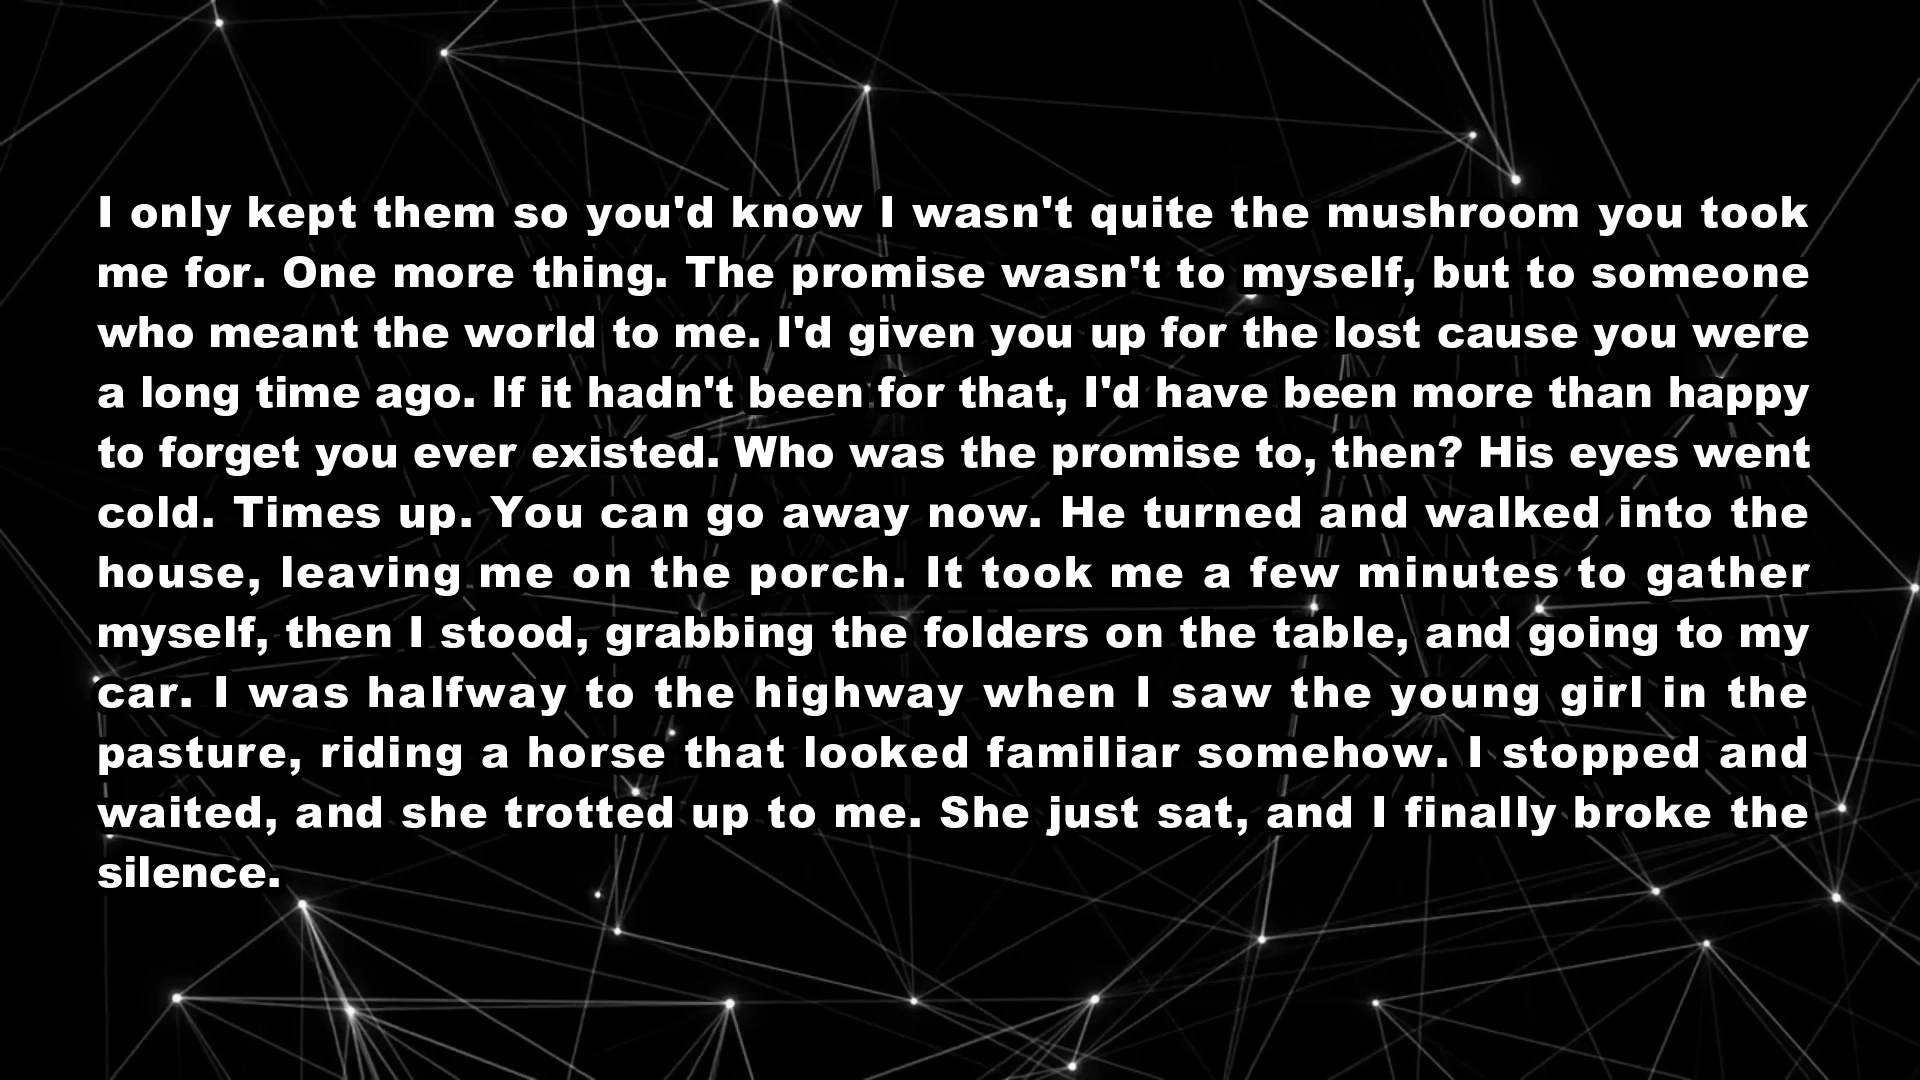 I only kept them so you'd know I wasn't quite the mushroom you took
me for. One more thing. The promise wasn't to myself, but to someone
who meant the world to me. I'd given you up for the lost cause you were
a long time ago. If it hadn't been for that, I'd have been more than happy
to forget you ever existed. Who was the promise to, then? His eyes went
cold. Times up. You can go away now. He turned and walked into the
house, leaving me on the porch. It took me a few minutes to gather
myself, then I stood, grabbing the folders on the table, and going to my
car. I was halfway to the highway when I saw the young girl in the
pasture, riding a horse that looked familiar somehow. I stopped and
waited, and she trotted up to me. She just sat, and I finally broke the
silence.